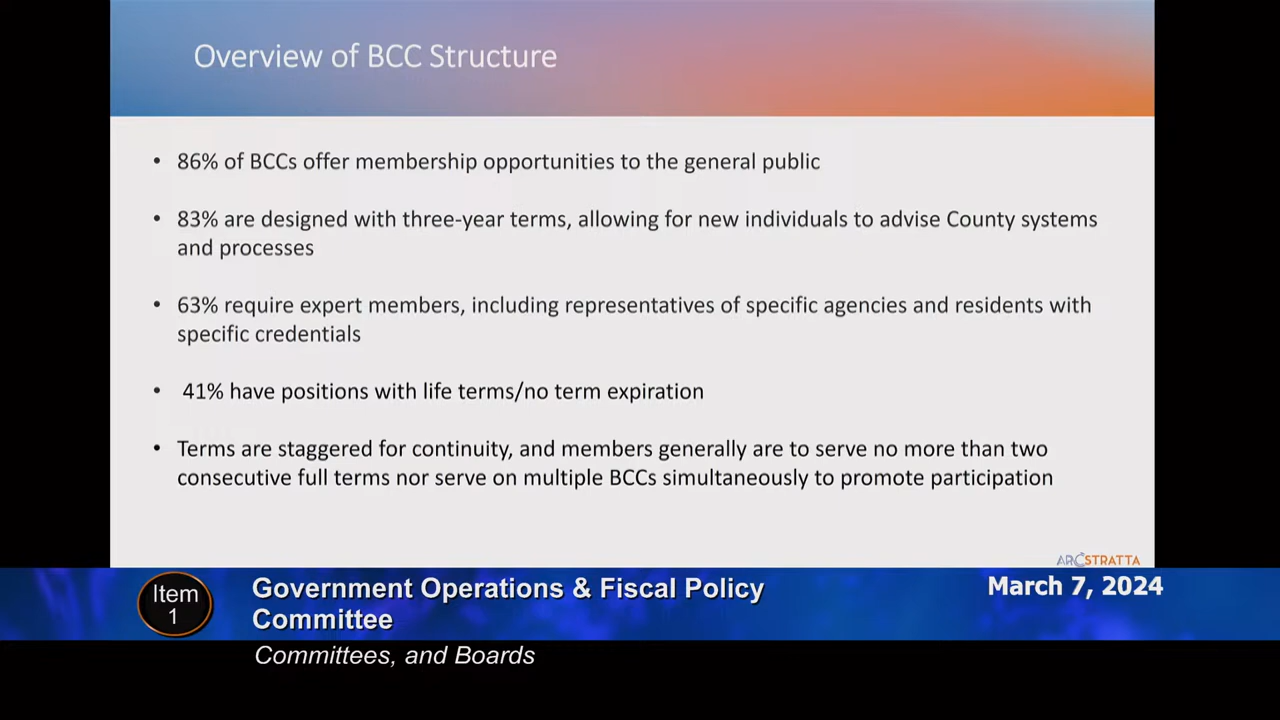 Overview of BCC Structure
• 86% of BCCs offer membership opportunities to the general public
• 83% are designed with three-year terms, allowing for new individuals to advise County systems
and processes
• 63% require expert members, including representatives of specific agencies and residents with
specific credentials
• 41% have positions with life terms/no term expiration
• Terms are staggered for continuity, and members generally are to serve no more than two
consecutive full terms nor serve on multiple BCCs simultaneously to promote participation
ARCSTRATTA
Item
1
Government Operations & Fiscal Policy
Committee
March 7, 2024
Committees, and Boards